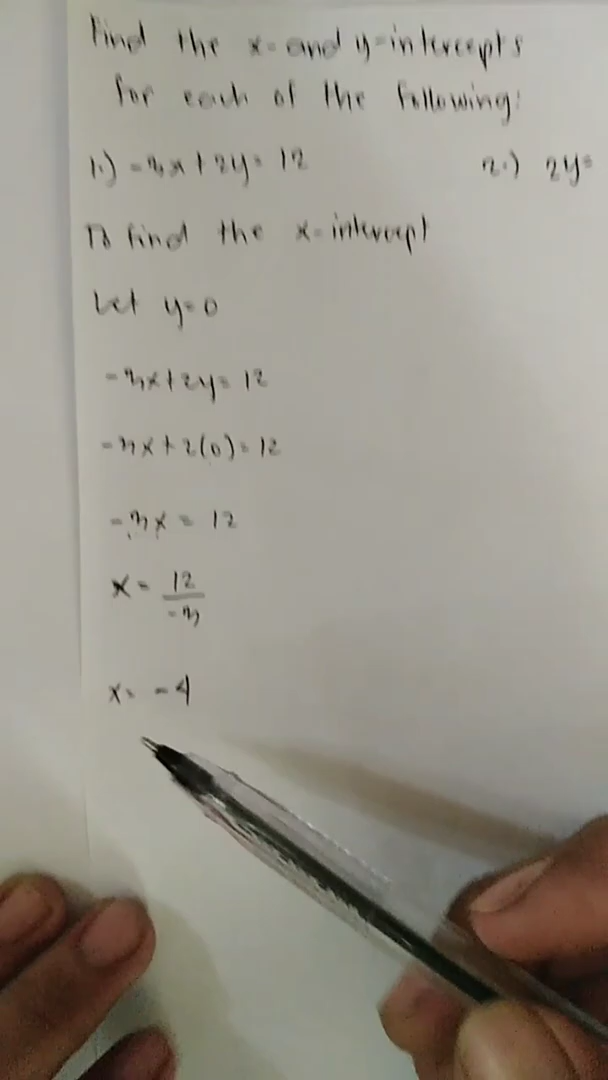 Find the x- and y-intercepts
for each of the following:
1.) -3x + 2y = 12
2.) 2y=
To find the x-intercept
Let y=0
-3x + 2y = 12
-3x + 2(0) = 12
-3x = 12
x = 12/-3
x = -4